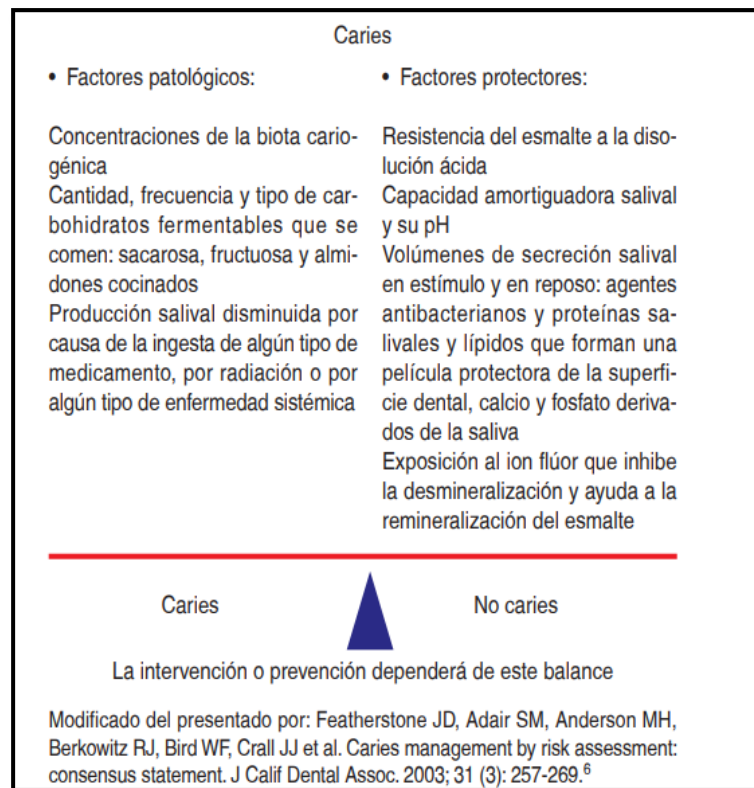 Caries
• Factores patológicos:
Concentraciones de la biota cario-
génica
Cantidad, frecuencia y tipo de car-
bohidratos fermentables que se
comen: sacarosa, fructuosa y almi-
dones cocinados
Producción salival disminuida por
causa de la ingesta de algún tipo de
medicamento, por radiación o por
algún tipo de enfermedad sistémica
• Factores protectores:
Resistencia del esmalte a la diso-
lución ácida
Capacidad amortiguadora salival
y su pH
Volúmenes de secreción salival
en estímulo y en reposo: agentes
antibacterianos y proteínas sa-
livales y lípidos que forman una
película protectora de la superfi-
cie dental, calcio y fosfato deriva-
dos de la saliva
Exposición al ion flúor que inhibe
la desmineralización y ayuda a la
remineralización del esmalte
Caries
No caries
La intervención o prevención dependerá de este balance
Modificado del presentado por: Featherstone JD, Adair SM, Anderson MH,
Berkowitz RJ, Bird WF, Crall JJ et al. Caries management by risk assessment:
consensus statement. J Calif Dental Assoc. 2003; 31 (3): 257-269.6